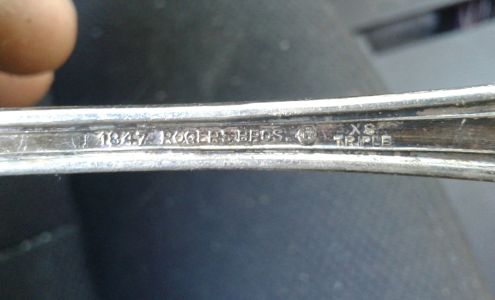 1847 ROGERS BROS. ® XS
TRIPLE